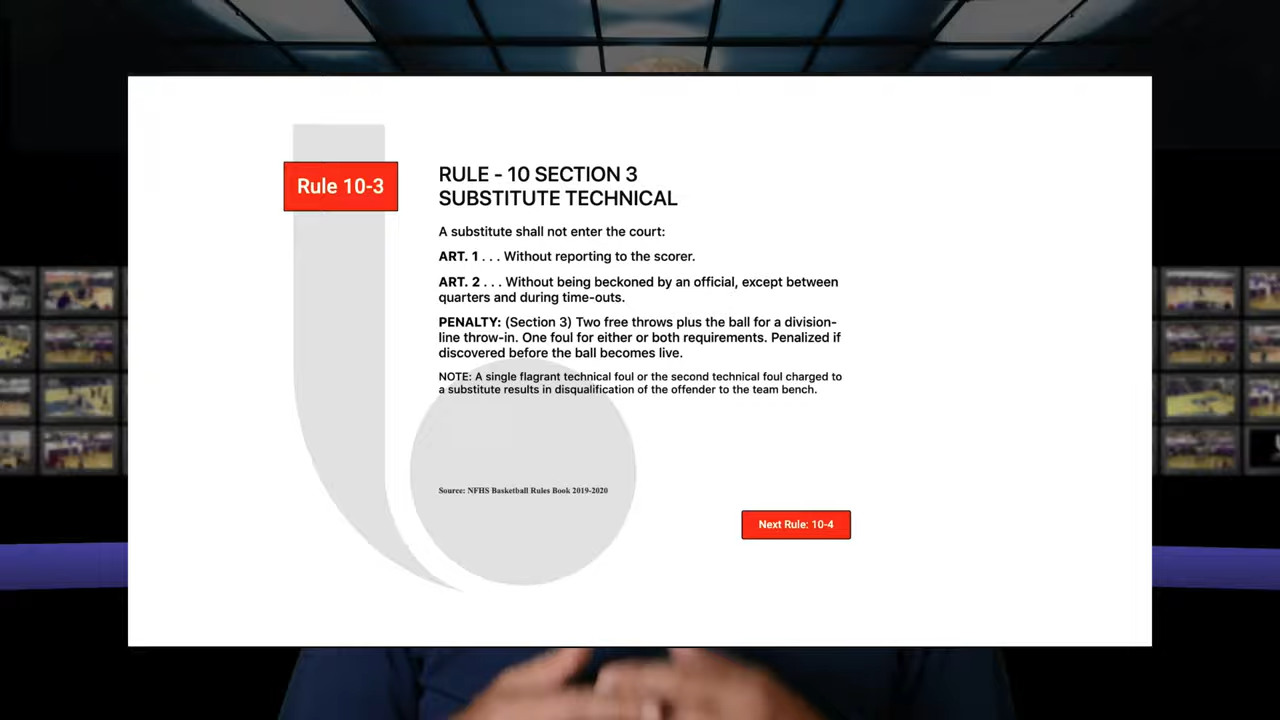 Rule 10-3
RULE - 10 SECTION 3
SUBSTITUTE TECHNICAL
A substitute shall not enter the court:
ART. 1 . . . Without reporting to the scorer.
ART. 2 . . . Without being beckoned by an official, except between
quarters and during time-outs.
PENALTY: (Section 3) Two free throws plus the ball for a division-
line throw-in. One foul for either or both requirements. Penalized if
discovered before the ball becomes live.
NOTE: A single flagrant technical foul or the second technical foul charged to
a substitute results in disqualification of the offender to the team bench.
Source: NFHS Basketball Rules Book 2019-2020
Next Rule: 10-4